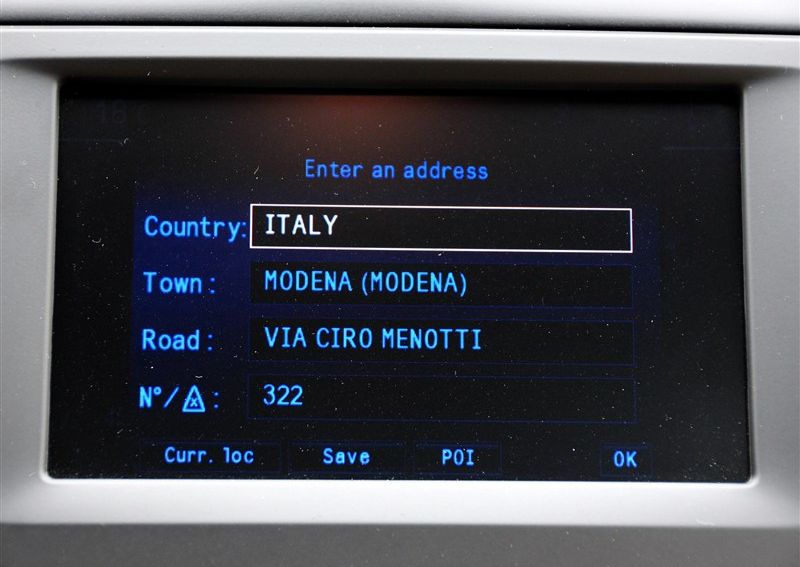 Enter an address
Country: ITALY
Town : MODENA (MODENA)
Road : VIA CIRO MENOTTI
N°/ : 322
Curr. loc Save POI OK